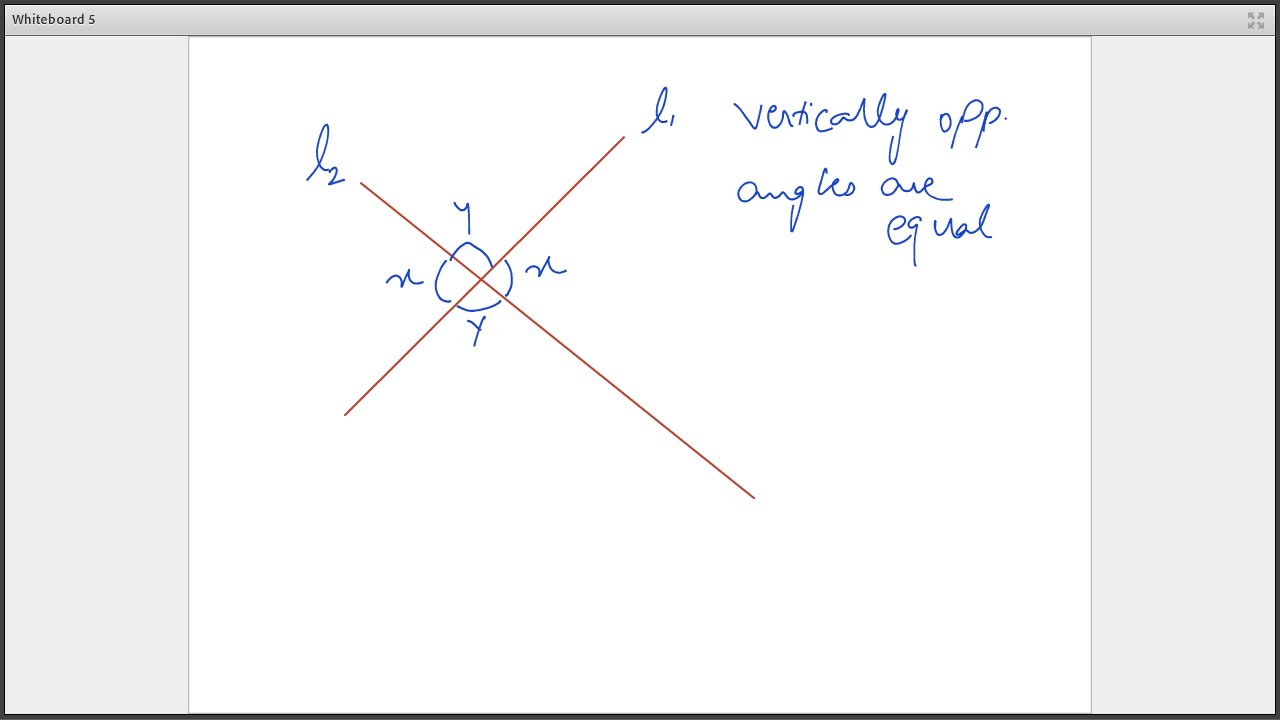 Whiteboard 5
l₁ vertically opp.
l₂
angles are
equal
y
x x
y